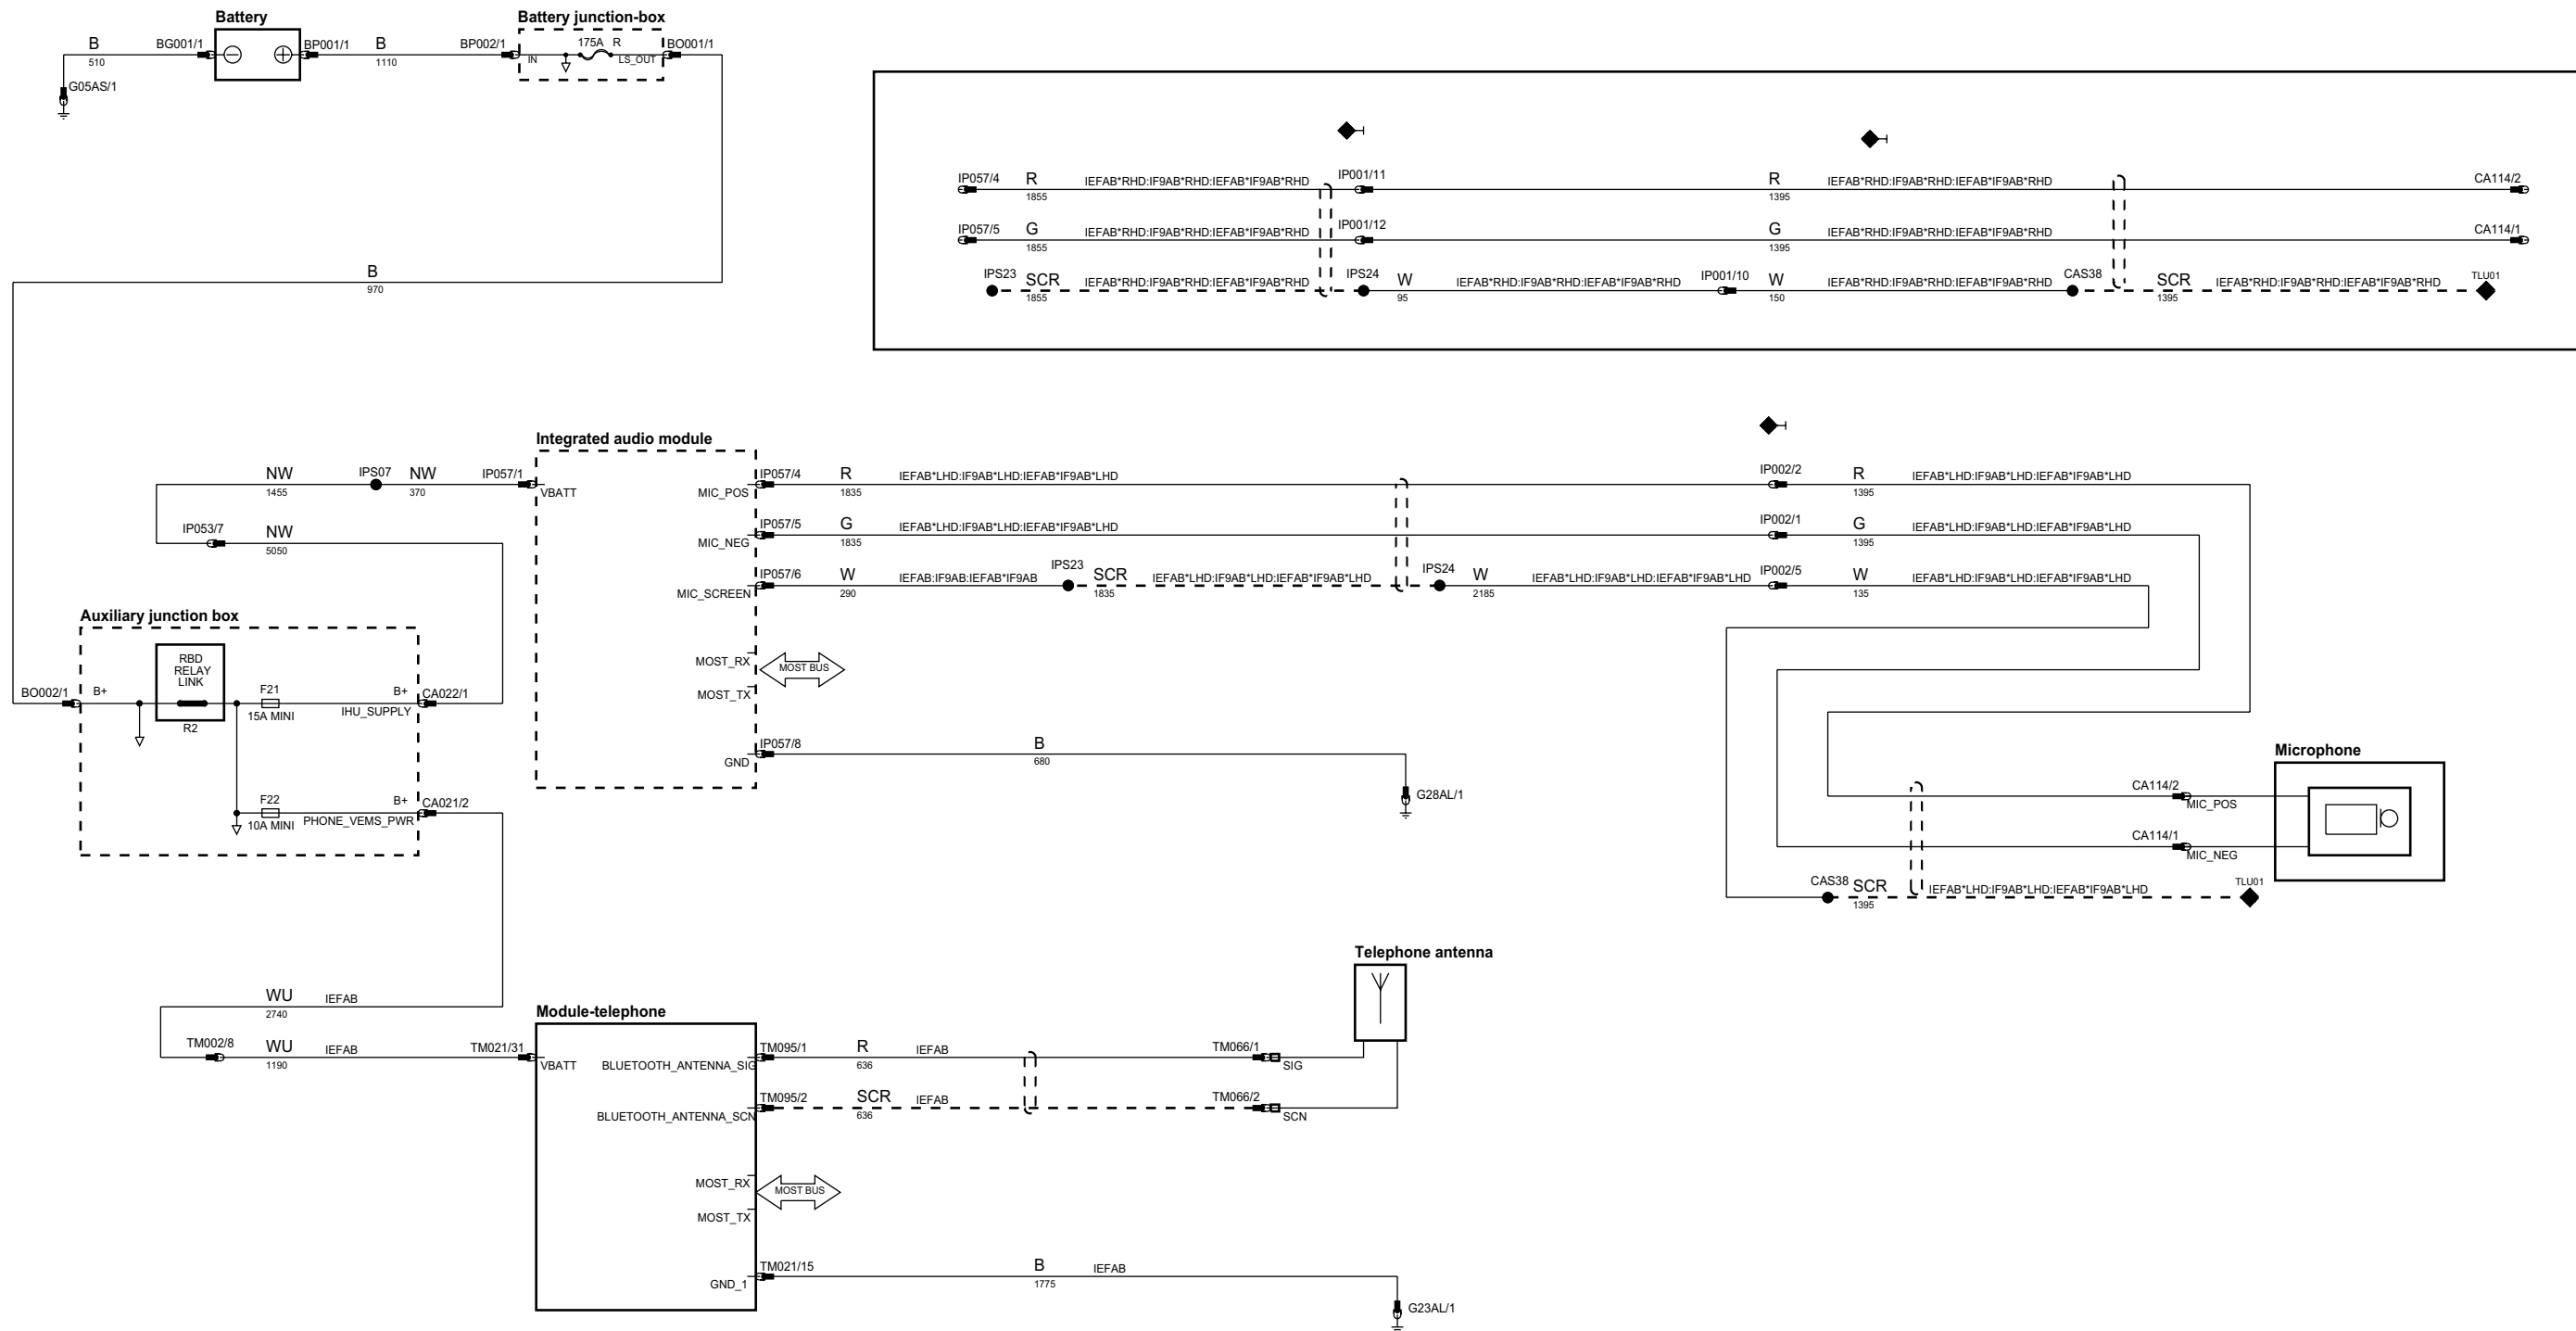 Battery
Battery junction-box
B
510
BG001/1
BP001/1
B
1110
BP002/1
175A R
IN
LS_OUT
BO001/1
G05AS/1
B
970
IP057/4
R
1855
IEFAB*RHD:IF9AB*RHD:IEFAB*IF9AB*RHD
IP001/11
R
1395
IEFAB*RHD:IF9AB*RHD:IEFAB*IF9AB*RHD
CA114/2
IP057/5
G
1855
IEFAB*RHD:IF9AB*RHD:IEFAB*IF9AB*RHD
IP001/12
G
1395
IEFAB*RHD:IF9AB*RHD:IEFAB*IF9AB*RHD
CA114/1
IPS23
SCR
1855
IEFAB*RHD:IF9AB*RHD:IEFAB*IF9AB*RHD
IPS24
W
95
IEFAB*RHD:IF9AB*RHD:IEFAB*IF9AB*RHD
IP001/10
W
150
IEFAB*RHD:IF9AB*RHD:IEFAB*IF9AB*RHD
CAS38
SCR
1395
IEFAB*RHD:IF9AB*RHD:IEFAB*IF9AB*RHD
TLU01
Integrated audio module
NW
1455
IPS07
NW
370
IP057/1
VBATT
IP053/7
NW
5050
MIC_POS
IP057/4
R
1835
IEFAB*LHD:IF9AB*LHD:IEFAB*IF9AB*LHD
IP002/2
R
1395
IEFAB*LHD:IF9AB*LHD:IEFAB*IF9AB*LHD
MIC_NEG
IP057/5
G
1835
IEFAB*LHD:IF9AB*LHD:IEFAB*IF9AB*LHD
IP002/1
G
1395
IEFAB*LHD:IF9AB*LHD:IEFAB*IF9AB*LHD
MIC_SCREEN
IP057/6
W
290
IEFAB:IF9AB:IEFAB*IF9AB
IPS23
SCR
1835
IEFAB*LHD:IF9AB*LHD:IEFAB*IF9AB*LHD
IPS24
W
2185
IEFAB*LHD:IF9AB*LHD:IEFAB*IF9AB*LHD
IP002/5
W
135
IEFAB*LHD:IF9AB*LHD:IEFAB*IF9AB*LHD
MOST_RX
MOST BUS
MOST_TX
GND
IP057/8
B
680
G28AL/1
Auxiliary junction box
BO002/1
B+
RBD
RELAY
LINK
R2
F21
15A MINI
B+
IHU_SUPPLY
CA022/1
F22
10A MINI
B+
PHONE_VEMS_PWR
CA021/2
Microphone
CA114/2
MIC_POS
CA114/1
MIC_NEG
CAS38
SCR
1395
IEFAB*LHD:IF9AB*LHD:IEFAB*IF9AB*LHD
TLU01
Telephone antenna
WU
2740
IEFAB
TM002/8
WU
1190
IEFAB
TM021/31
Module-telephone
VBATT
BLUETOOTH_ANTENNA_SIG
TM095/1
R
636
IEFAB
TM066/1
SIG
BLUETOOTH_ANTENNA_SCN
TM095/2
SCR
636
IEFAB
TM066/2
SCN
MOST_RX
MOST BUS
MOST_TX
GND_1
TM021/15
B
1775
IEFAB
G23AL/1